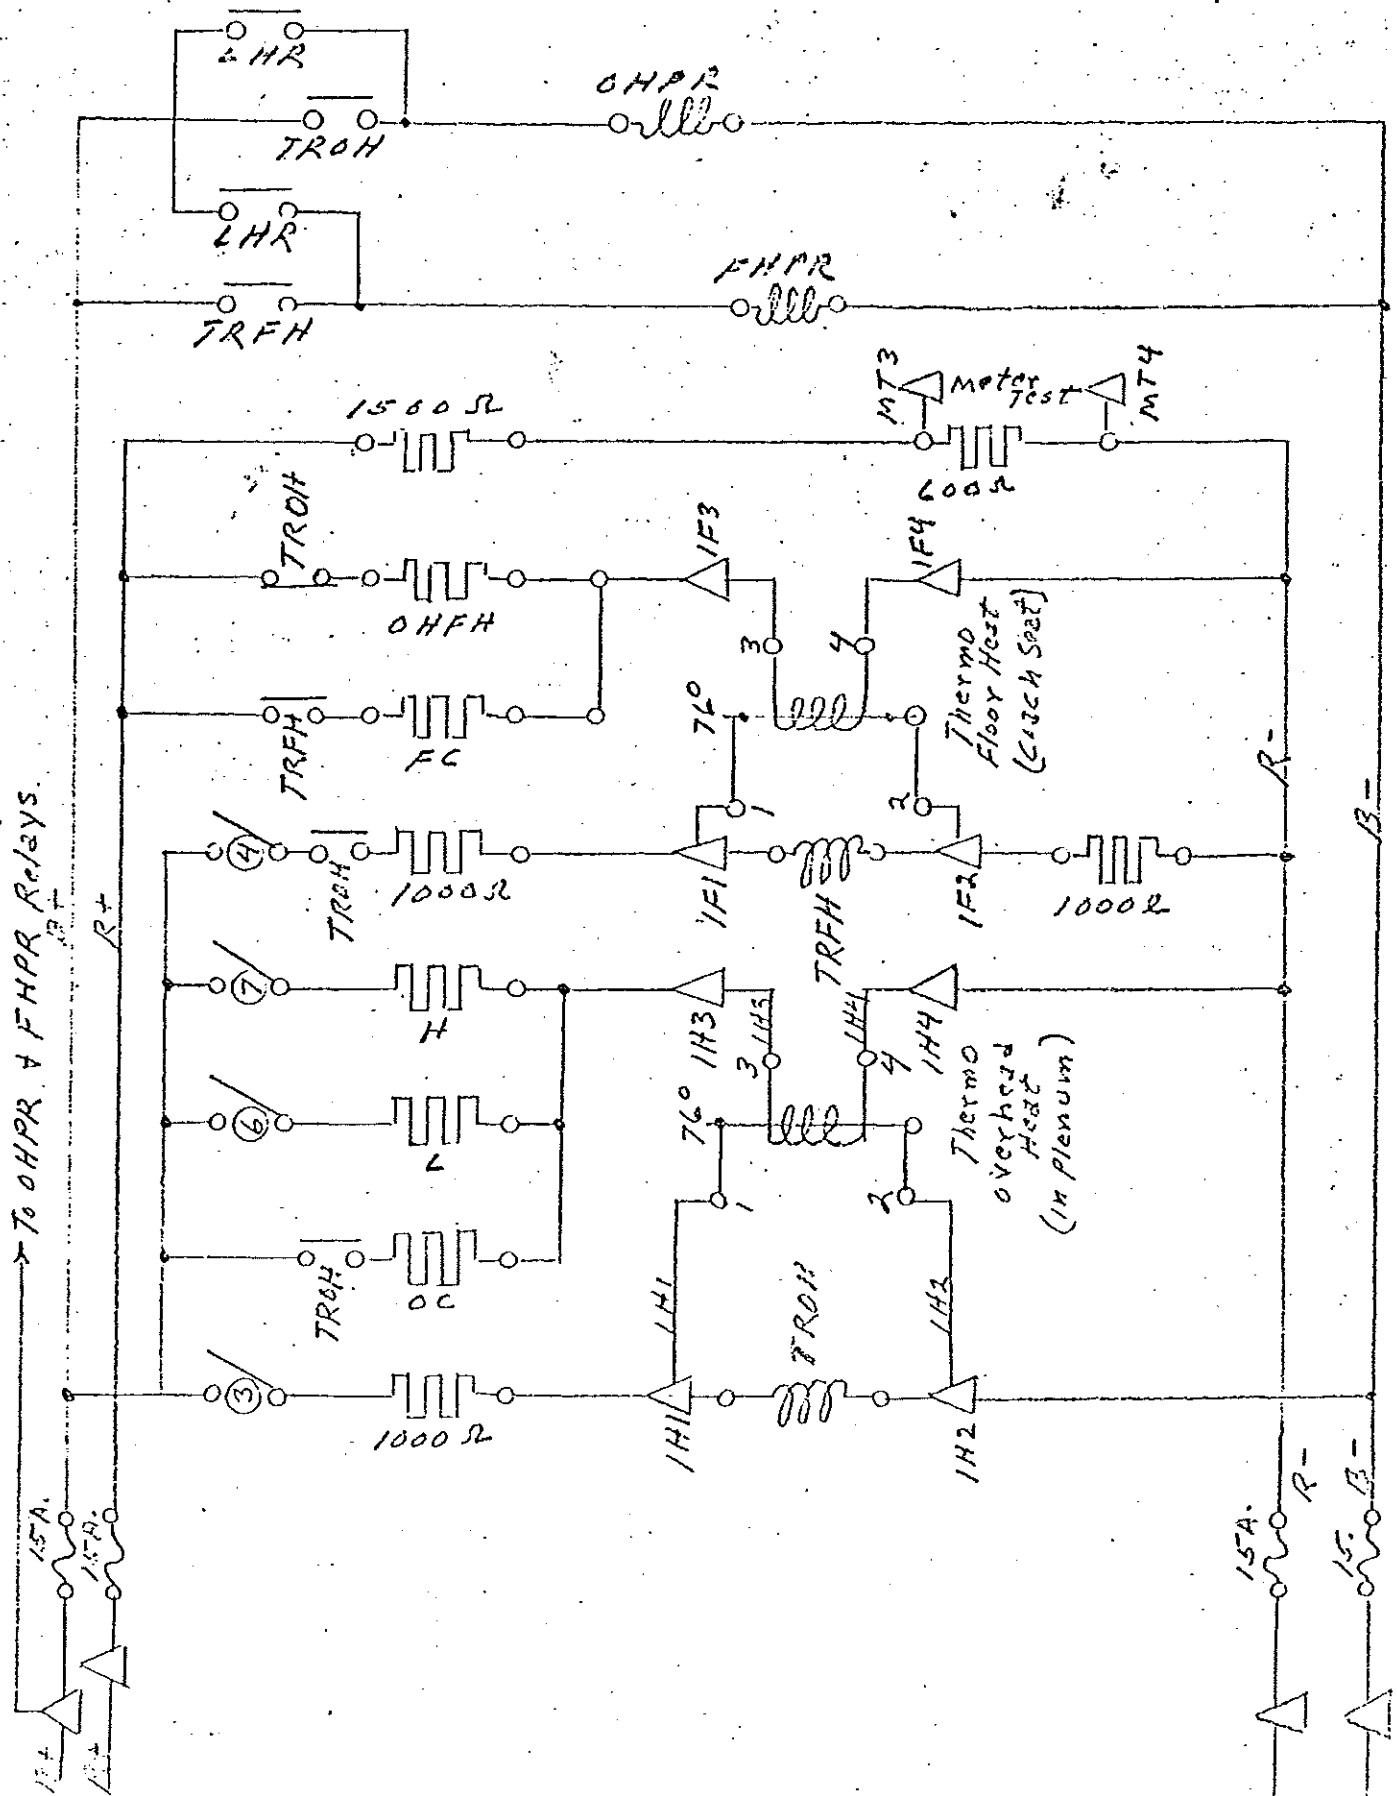 LHR
OHPR
TROH
LHR
FHPR
TRFH
MT3
Meter
Test
MT4
1500 Ω
600 Ω
TROH
1F3
1F4
OHFH
3
4
Thermo
Floor Heat
(Coach Seat)
76°
TRFH
FC
1
2
R-
B-
To OHPR & FHPR Relays.
B+
R+
4
TROH
1000 Ω
1F1
TRFH
1F2
1000 Ω
7
H
1H3
1H3
1H4
1H4
3
4
Thermo
overhead
Heat
(in Plenum)
76°
6
L
1
2
TROH
OC
1H1
1H2
TROH
3
1000 Ω
1H1
1H2
15A.
15A.
15A.
R-
15.
B-
B+
R+